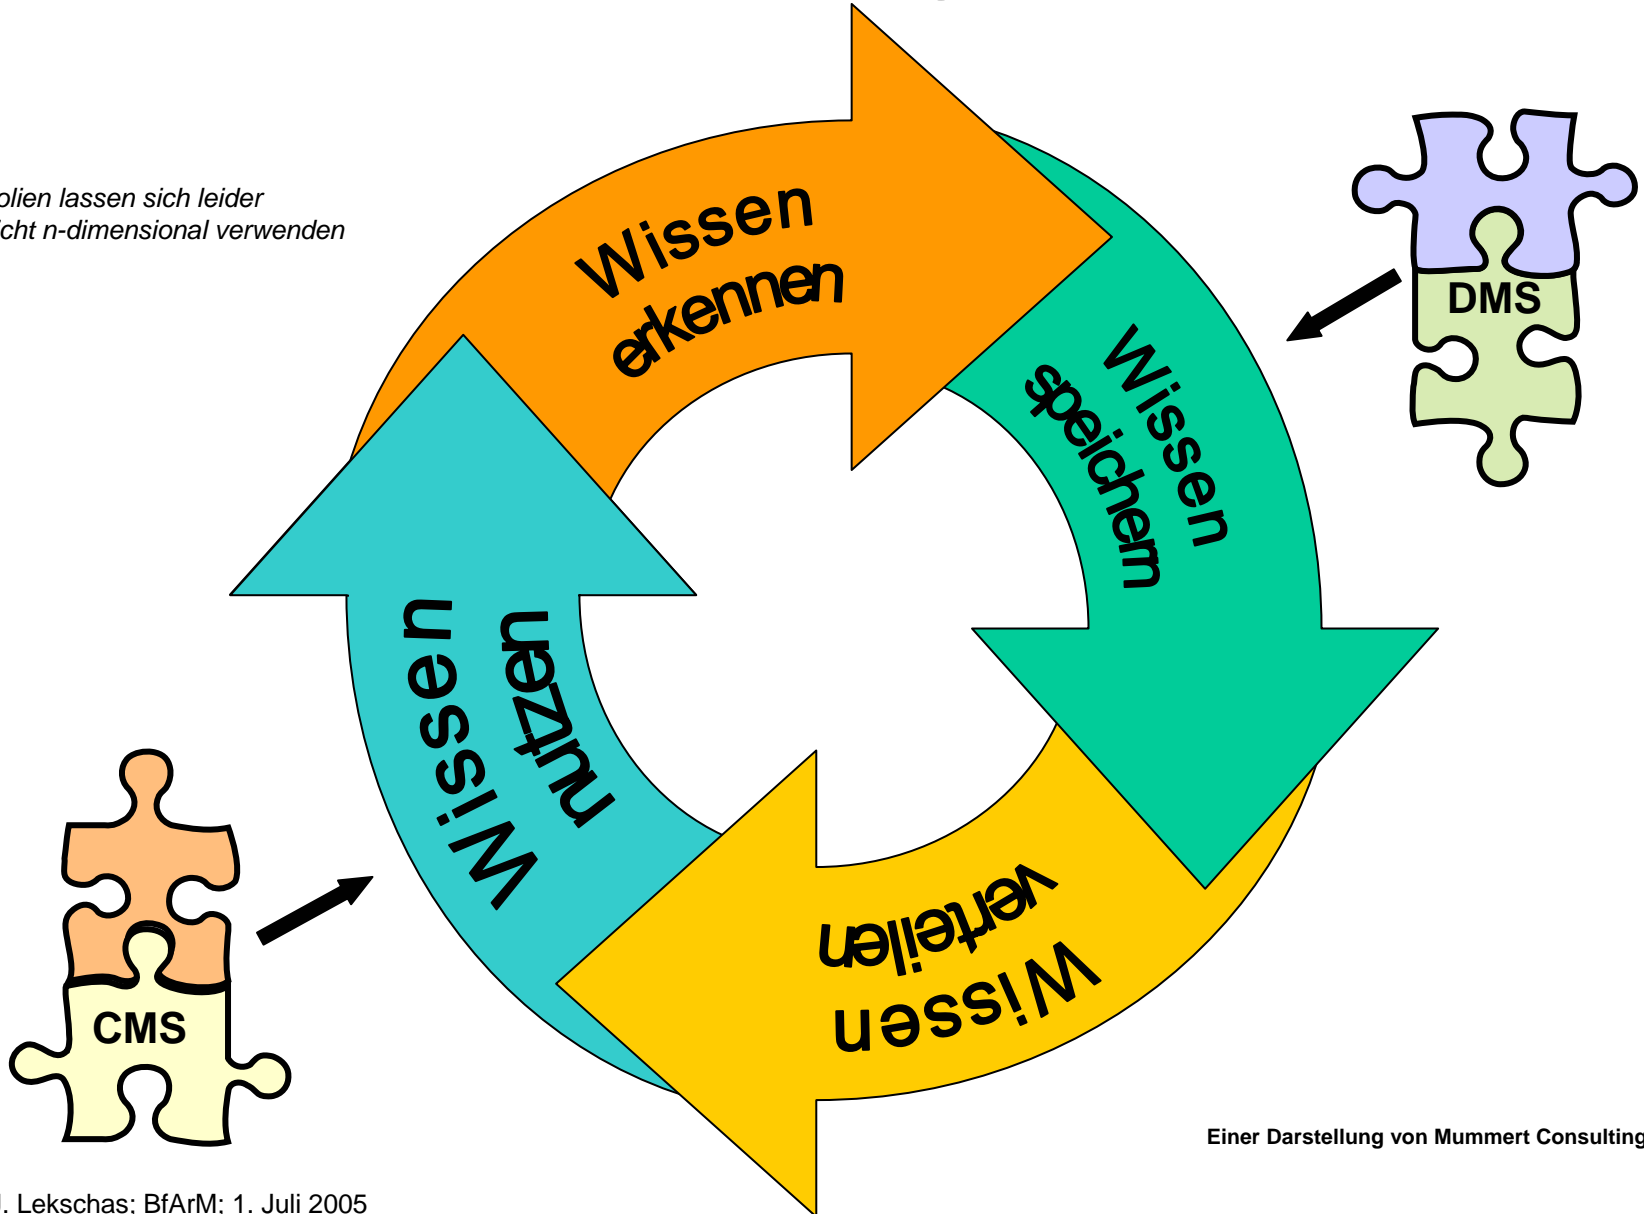 olien lassen sich leider
icht n-dimensional verwenden
Wissen
erkennen
Wissen
speichern
DMS
Wissen
verteilen
Wissen
nutzen
CMS
Einer Darstellung von Mummert Consulting
J. Lekschas; BfArM; 1. Juli 2005